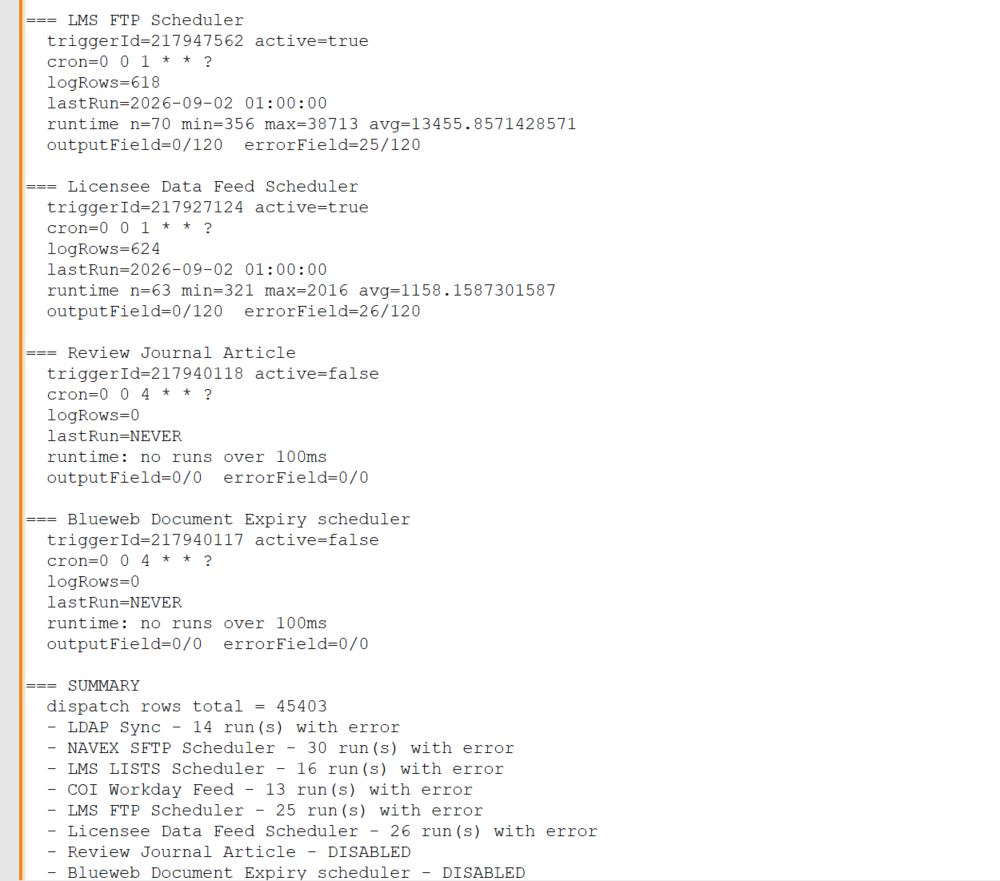 === LMS FTP Scheduler
triggerId=217947562 active=true
cron=0 0 1 * * ?
logRows=618
lastRun=2026-09-02 01:00:00
runtime n=70 min=356 max=38713 avg=13455.8571428571
outputField=0/120  errorField=25/120
=== Licensee Data Feed Scheduler
triggerId=217927124 active=true
cron=0 0 1 * * ?
logRows=624
lastRun=2026-09-02 01:00:00
runtime n=63 min=321 max=2016 avg=1158.1587301587
outputField=0/120  errorField=26/120
=== Review Journal Article
triggerId=217940118 active=false
cron=0 0 4 * * ?
logRows=0
lastRun=NEVER
runtime: no runs over 100ms
outputField=0/0  errorField=0/0
=== Blueweb Document Expiry scheduler
triggerId=217940117 active=false
cron=0 0 4 * * ?
logRows=0
lastRun=NEVER
runtime: no runs over 100ms
outputField=0/0  errorField=0/0
=== SUMMARY
dispatch rows total = 45403
- LDAP Sync - 14 run(s) with error
- NAVEX SFTP Scheduler - 30 run(s) with error
- LMS LISTS Scheduler - 16 run(s) with error
- COI Workday Feed - 13 run(s) with error
- LMS FTP Scheduler - 25 run(s) with error
- Licensee Data Feed Scheduler - 26 run(s) with error
- Review Journal Article - DISABLED
- Blueweb Document Expiry scheduler - DISABLED